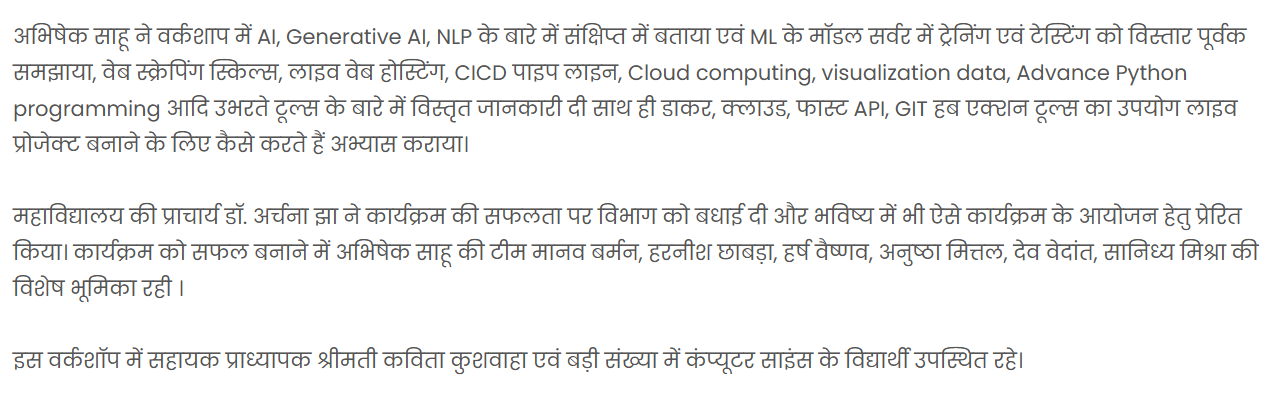 अभिषेक साहू ने वर्कशाप में AI, Generative AI, NLP के बारे में संक्षिप्त में बताया एवं ML के मॉडल सर्वर में ट्रेनिंग एवं टेस्टिंग को विस्तार पूर्वक
समझाया, वेब स्क्रेपिंग स्किल्स, लाइव वेब होस्टिंग, CICD पाइप लाइन, Cloud computing, visualization data, Advance Python
programming आदि उभरते टूल्स के बारे में विस्तृत जानकारी दी साथ ही डाकर, क्लाउड, फास्ट API, GIT हब एक्शन टूल्स का उपयोग लाइव
प्रोजेक्ट बनाने के लिए कैसे करते हैं अभ्यास कराया।
महाविद्यालय की प्राचार्य डॉ. अर्चना झा ने कार्यक्रम की सफलता पर विभाग को बधाई दी और भविष्य में भी ऐसे कार्यक्रम के आयोजन हेतु प्रेरित
किया। कार्यक्रम को सफल बनाने में अभिषेक साहू की टीम मानव बर्मन, हरनीश छाबड़ा, हर्ष वैष्णव, अनुष्ठा मित्तल, देव वेदांत, सानिध्य मिश्रा की
विशेष भूमिका रही ।
इस वर्कशॉप में सहायक प्राध्यापक श्रीमती कविता कुशवाहा एवं बड़ी संख्या में कंप्यूटर साइंस के विद्यार्थी उपस्थित रहे।